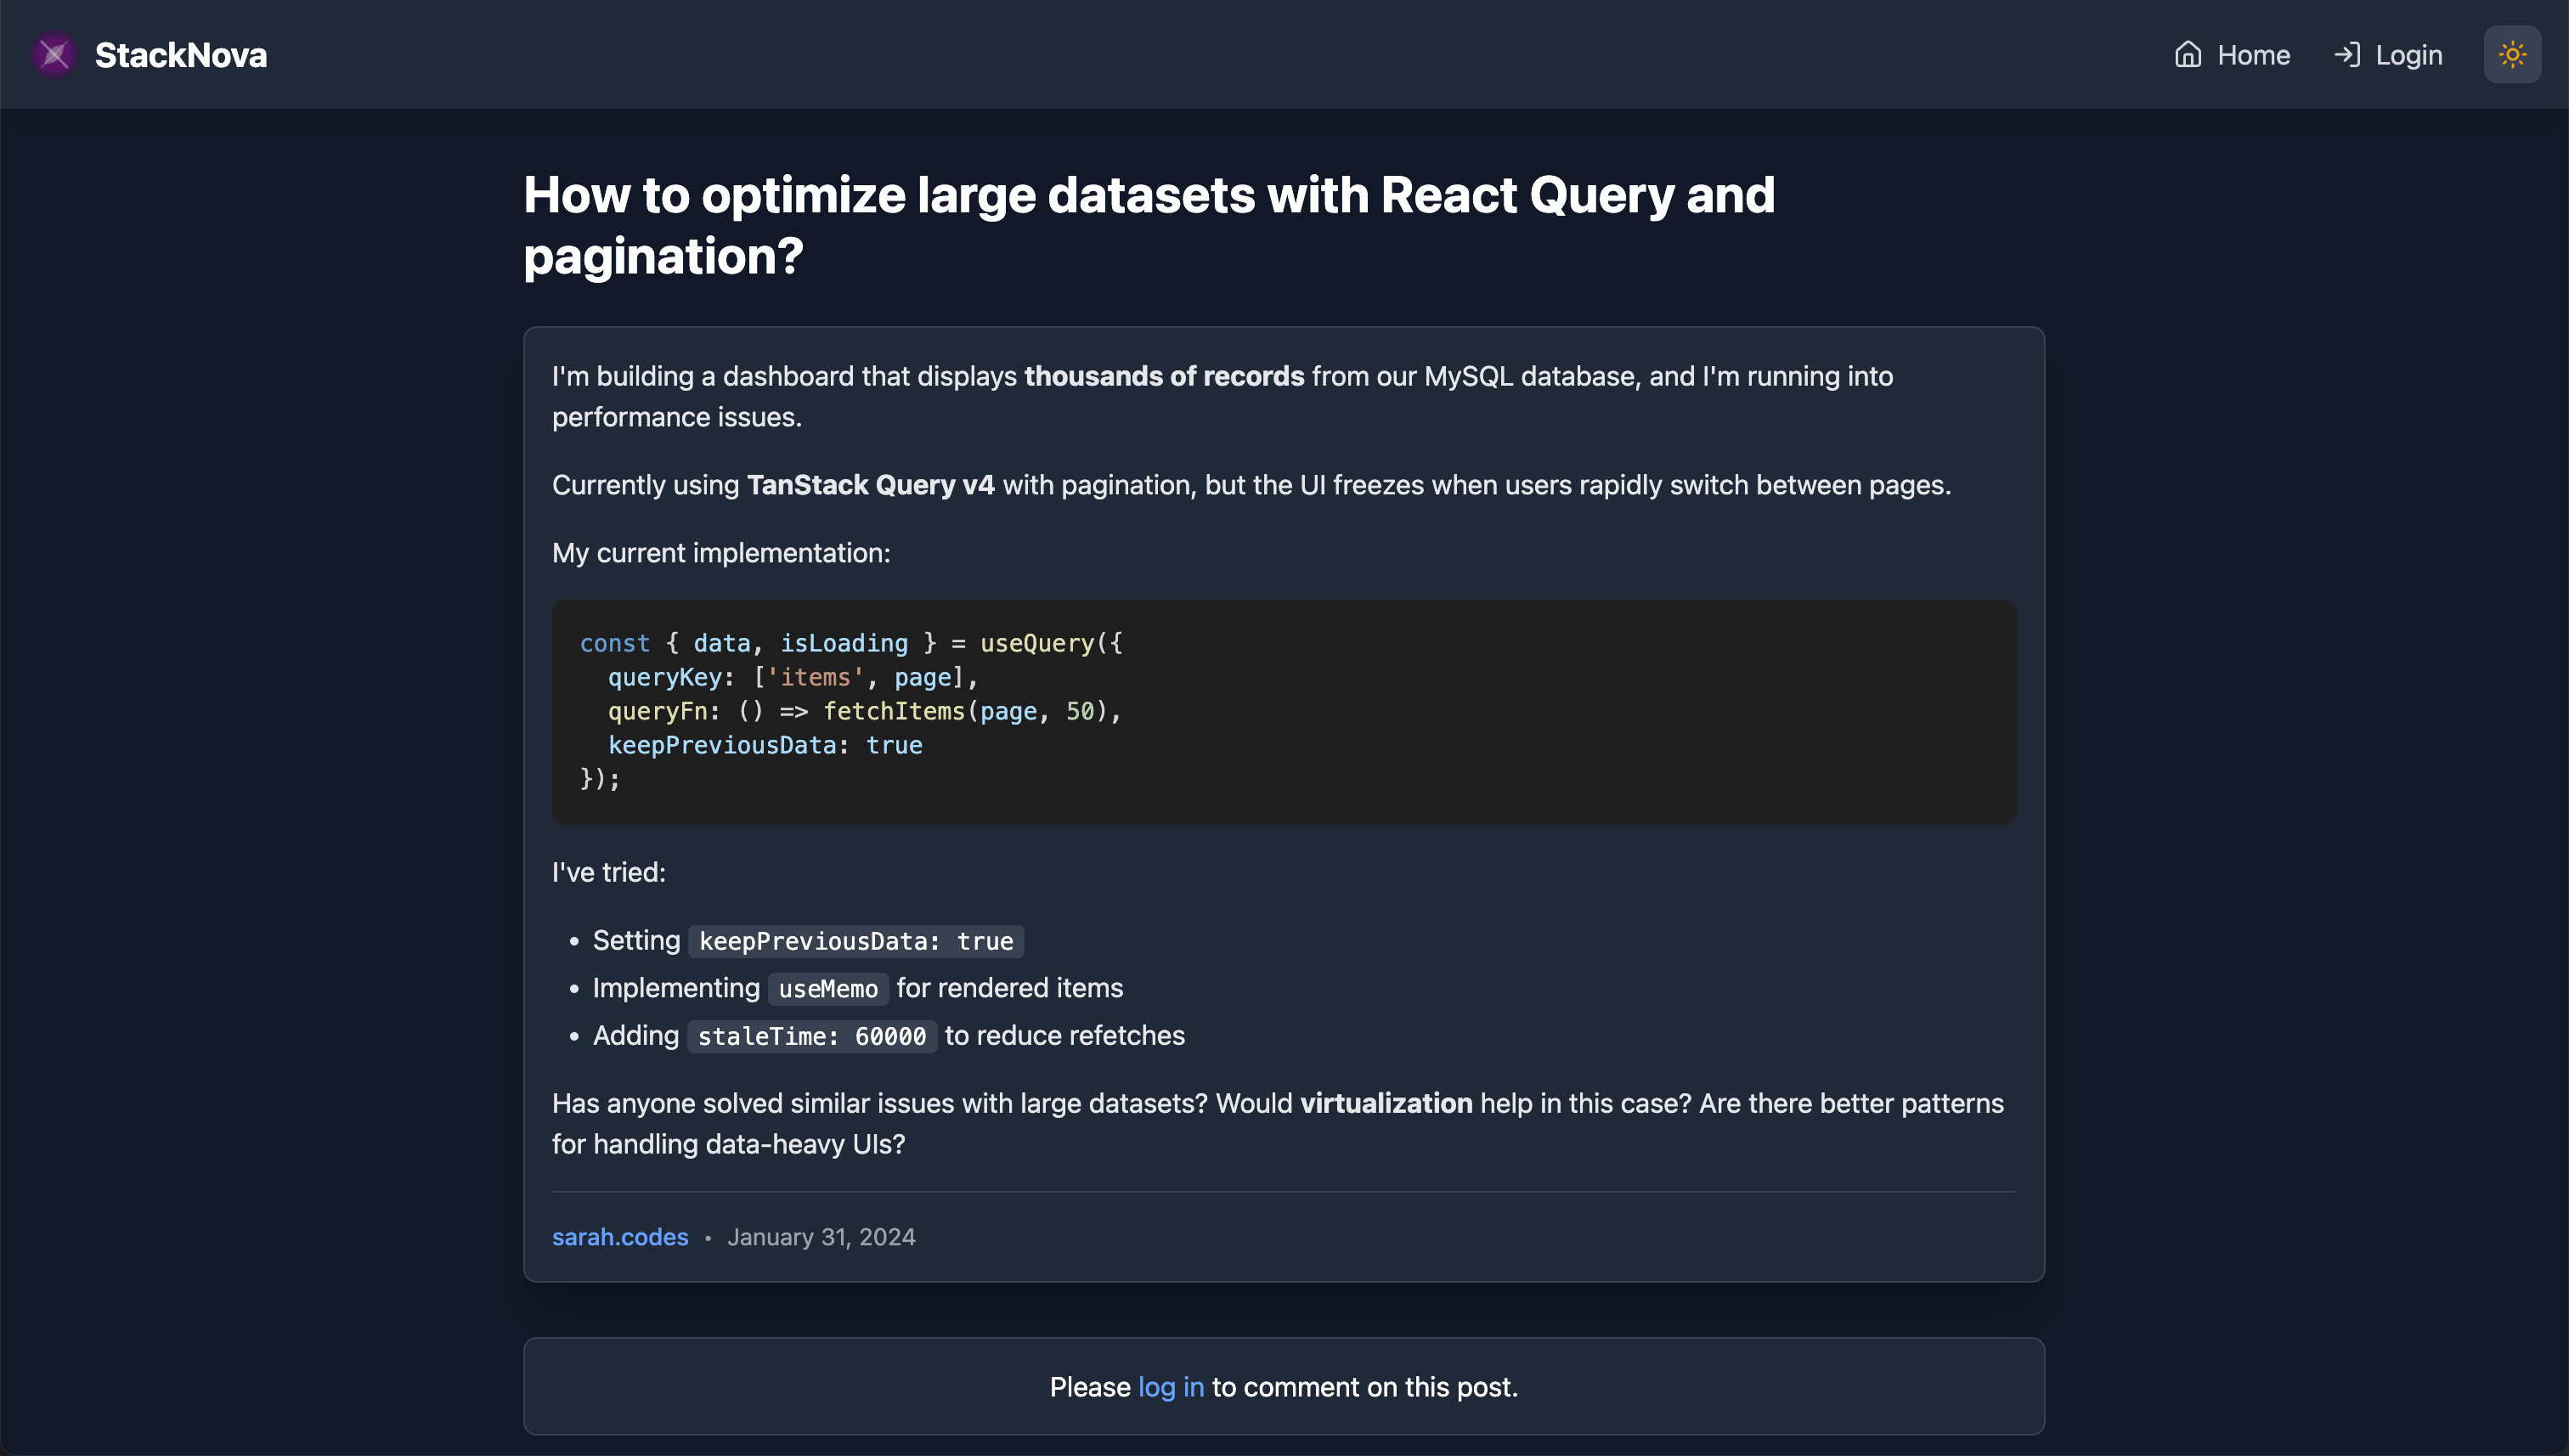 StackNova
Home
Login
How to optimize large datasets with React Query and
pagination?
I'm building a dashboard that displays thousands of records from our MySQL database, and I'm running into
performance issues.
Currently using TanStack Query v4 with pagination, but the UI freezes when users rapidly switch between pages.
My current implementation:
const { data, isLoading } = useQuery({
  queryKey: ['items', page],
  queryFn: () => fetchItems(page, 50),
  keepPreviousData: true
});
I've tried:
• Setting keepPreviousData: true
• Implementing useMemo for rendered items
• Adding staleTime: 60000 to reduce refetches
Has anyone solved similar issues with large datasets? Would virtualization help in this case? Are there better patterns
for handling data-heavy UIs?
sarah.codes • January 31, 2024
Please log in to comment on this post.